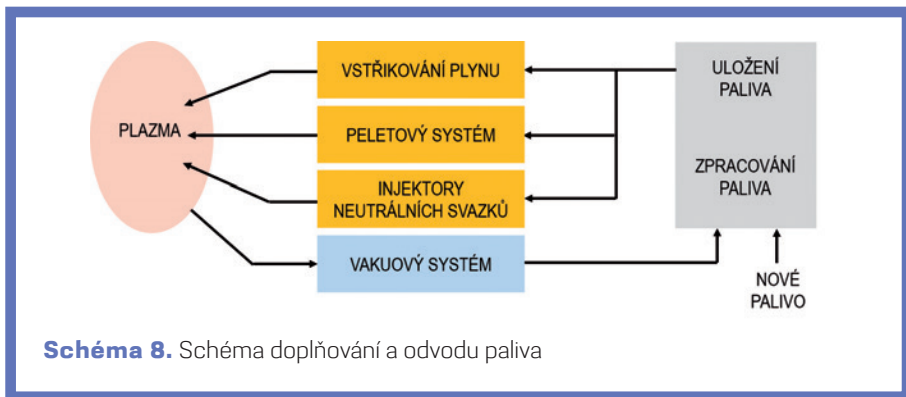 VSTŘIKOVÁNÍ PLYNU
ULOŽENÍ
PALIVA
PLAZMA
PELETOVÝ SYSTÉM
ZPRACOVÁNÍ
PALIVA
INJEKTORY
NEUTRÁLNÍCH SVAZKŮ
VAKUOVÝ SYSTÉM
NOVÉ
PALIVO
Schéma 8. Schéma doplňování a odvodu paliva